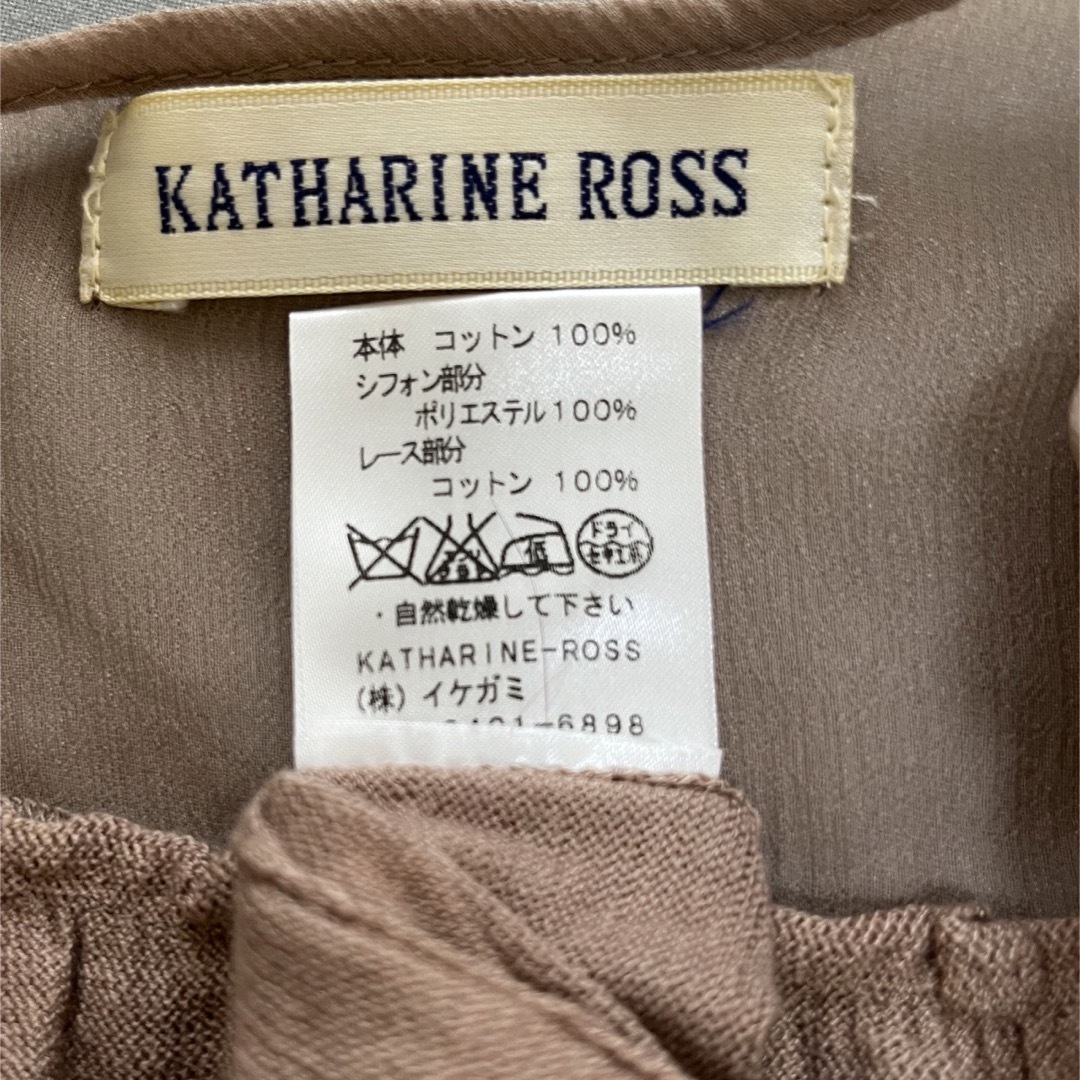 KATHARINE ROSS
本体 コットン 100%
シフォン部分
ポリエステル100%
レース部分
コットン 100%
低 ドライ
・自然乾燥して下さい
KATHARINE-ROSS
(株)イケガミ
6898